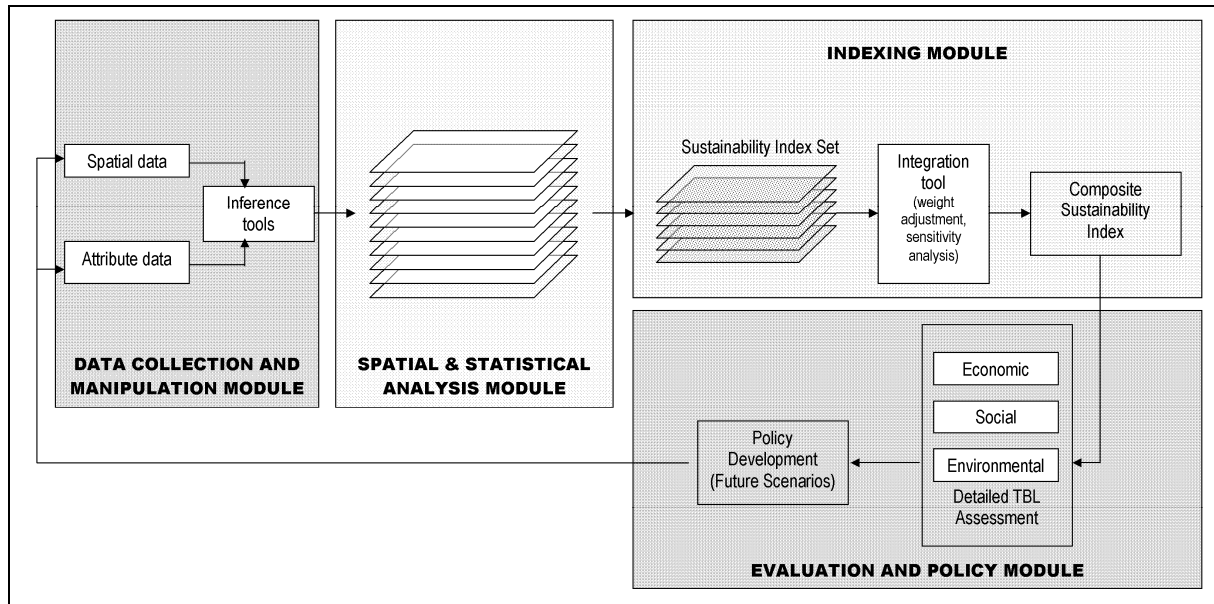 Spatial data
Attribute data
Inference
tools
DATA COLLECTION AND
MANIPULATION MODULE
SPATIAL & STATISTICAL
ANALYSIS MODULE
INDEXING MODULE
Sustainability Index Set
Integration
tool
(weight
adjustment,
sensitivity
analysis)
Composite
Sustainability
Index
Economic
Social
Environmental
Detailed TBL
Assessment
Policy
Development
(Future Scenarios)
EVALUATION AND POLICY MODULE